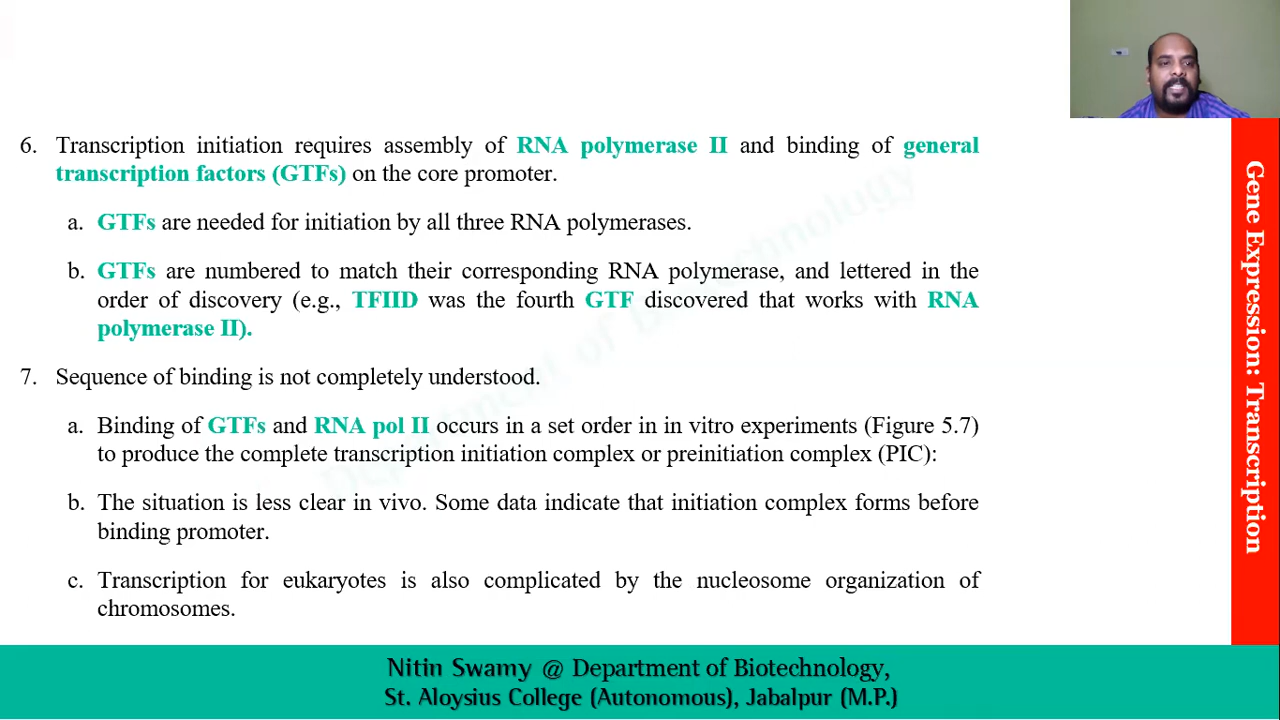 6. Transcription initiation requires assembly of RNA polymerase II and binding of general
transcription factors (GTFs) on the core promoter.
a. GTFs are needed for initiation by all three RNA polymerases.
b. GTFs are numbered to match their corresponding RNA polymerase, and lettered in the
order of discovery (e.g., TFIID was the fourth GTF discovered that works with RNA
polymerase II).
7. Sequence of binding is not completely understood.
a. Binding of GTFs and RNA pol II occurs in a set order in in vitro experiments (Figure 5.7)
to produce the complete transcription initiation complex or preinitiation complex (PIC):
b. The situation is less clear in vivo. Some data indicate that initiation complex forms before
binding promoter.
c. Transcription for eukaryotes is also complicated by the nucleosome organization of
chromosomes.
Department of Biotechnology
Gene Expression: Transcription
Nitin Swamy @ Department of Biotechnology,
St. Aloysius College (Autonomous), Jabalpur (M.P.)